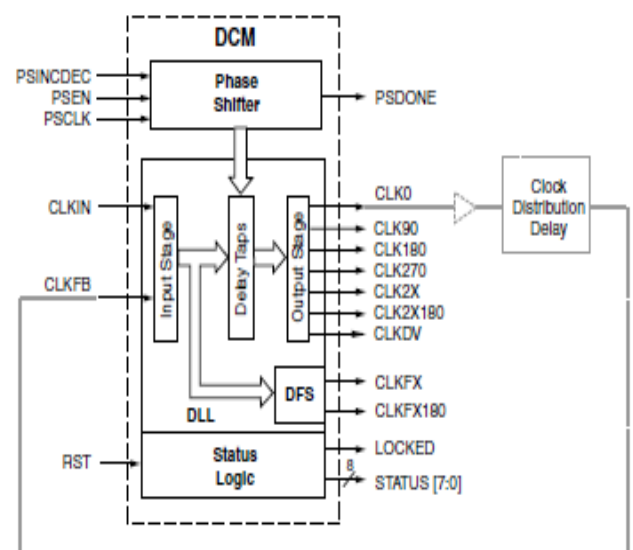 DCM
PSINCDEC
PSEN
PSCLK
Phase
Shifter
PSDONE
CLKIN
CLKFB
Input Stage
Delay Taps
Output Stage
CLK0
CLK90
CLK180
CLK270
CLK2X
CLK2X180
CLKDV
Clock
Distribution
Delay
DFS
CLKFX
CLKFX180
DLL
RST
Status
Logic
LOCKED
8
STATUS [7:0]